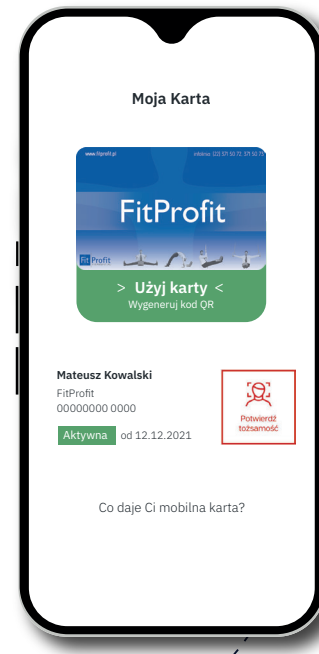 Moja Karta
www.fitprofit.pl
FitProfit
Fit Profit
> Użyj karty <
Wygeneruj kod QR
Mateusz Kowalski
FitProfit
00000000 0000
Aktywna od 12.12.2021
Potwierdź
tożsamość
Co daje Ci mobilna karta?